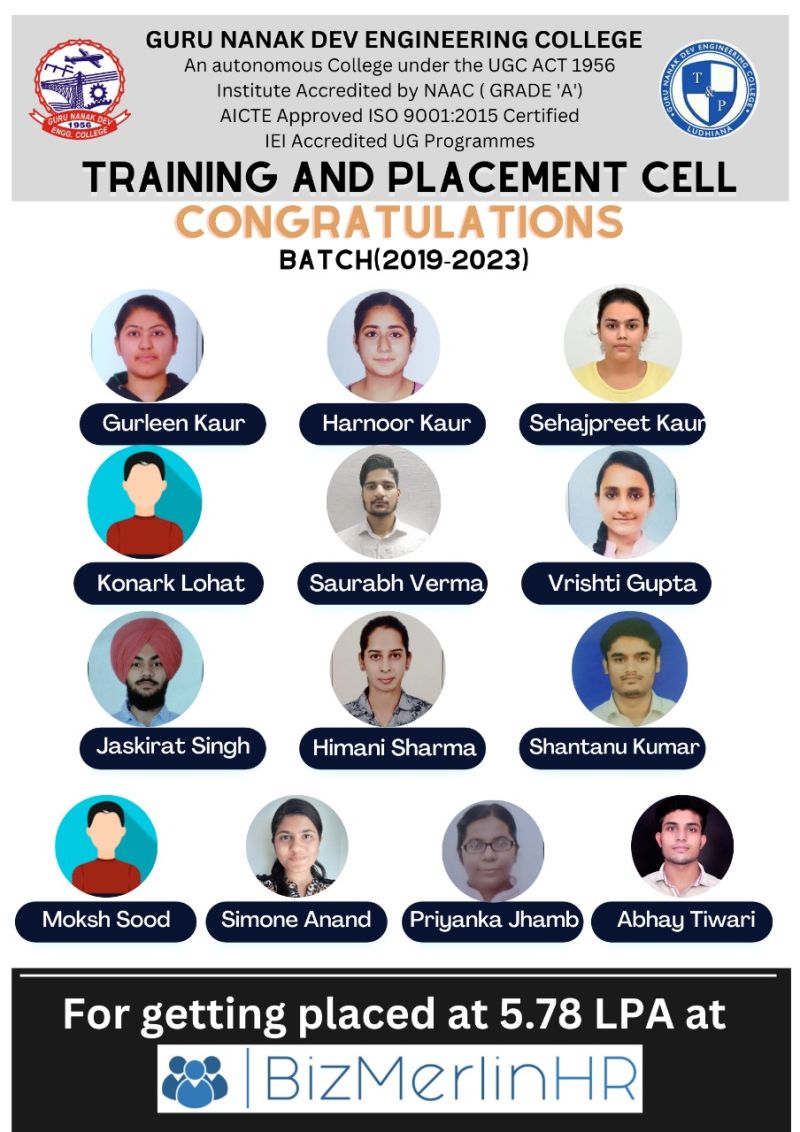 GURU NANAK DEV ENGINEERING COLLEGE
An autonomous College under the UGC ACT 1956
Institute Accredited by NAAC ( GRADE 'A')
AICTE Approved ISO 9001:2015 Certified
IEI Accredited UG Programmes
1956
GURU NANAK DEV
ENGG. COLLEGE
GURU NANAK DEV ENGINEERING COLLEGE,
T
&
P
LUDHIANA
TRAINING AND PLACEMENT CELL
CONGRATULATIONS
BATCH(2019-2023)
Gurleen Kaur
Harnoor Kaur
Sehajpreet Kaur
Konark Lohat
Saurabh Verma
Vrishti Gupta
Jaskirat Singh
Himani Sharma
Shantanu Kumar
Moksh Sood
Simone Anand
Priyanka Jhamb
Abhay Tiwari
For getting placed at 5.78 LPA at
BizMerlinHR